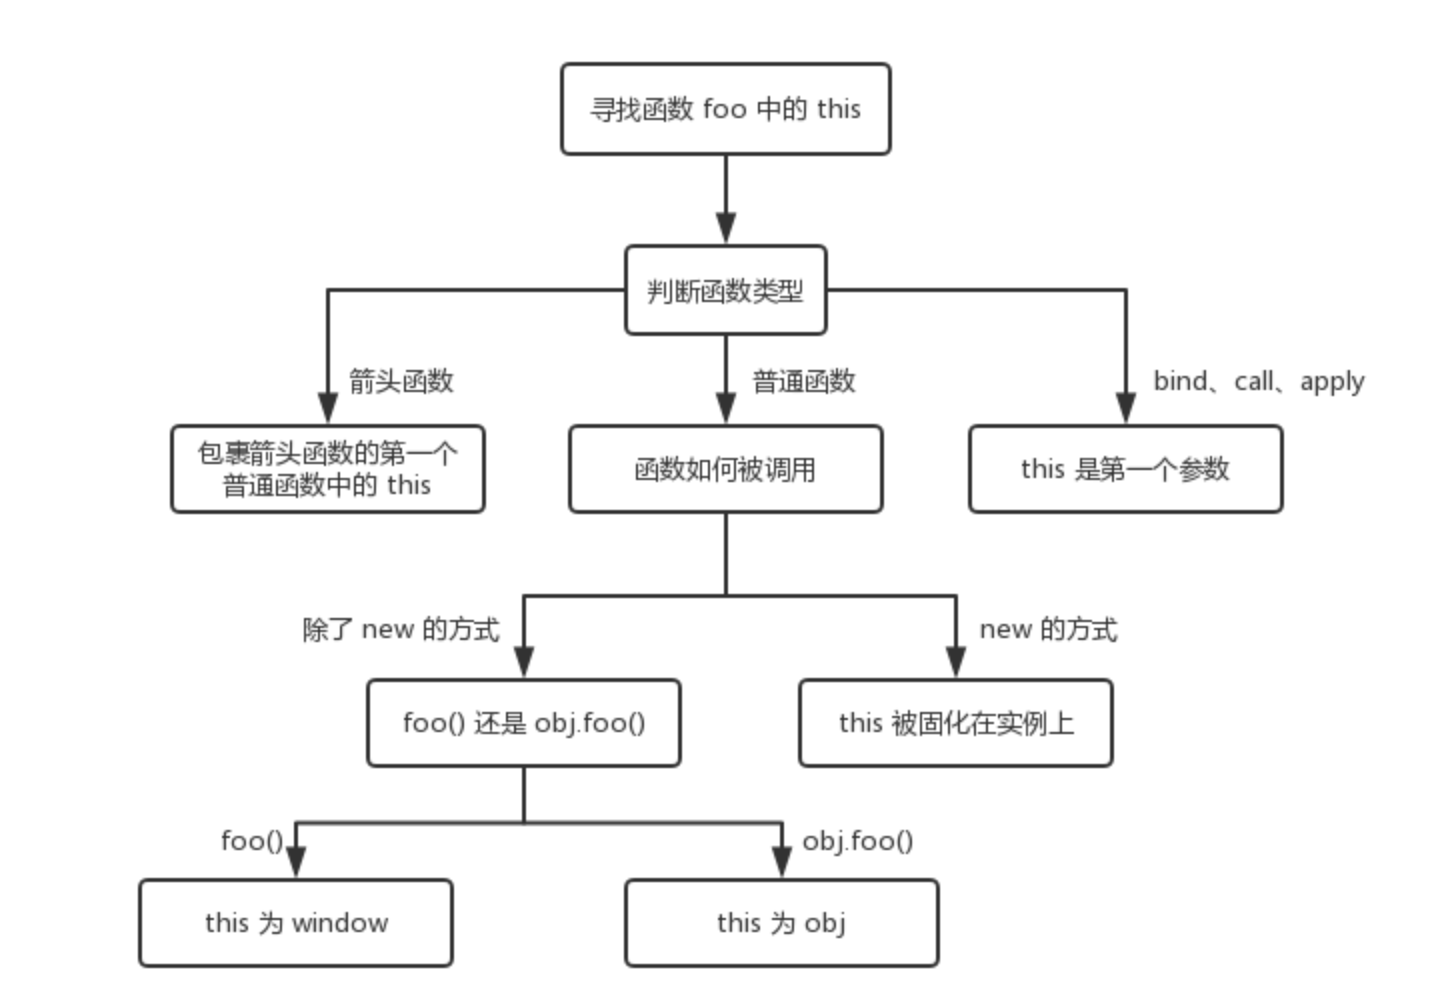 寻找函数 foo 中的 this
判断函数类型
箭头函数
普通函数
bind、call、apply
包裹箭头函数的第一个
普通函数中的 this
函数如何被调用
this 是第一个参数
除了 new 的方式
new 的方式
foo() 还是 obj.foo()
this 被固化在实例上
foo()
obj.foo()
this 为 window
this 为 obj